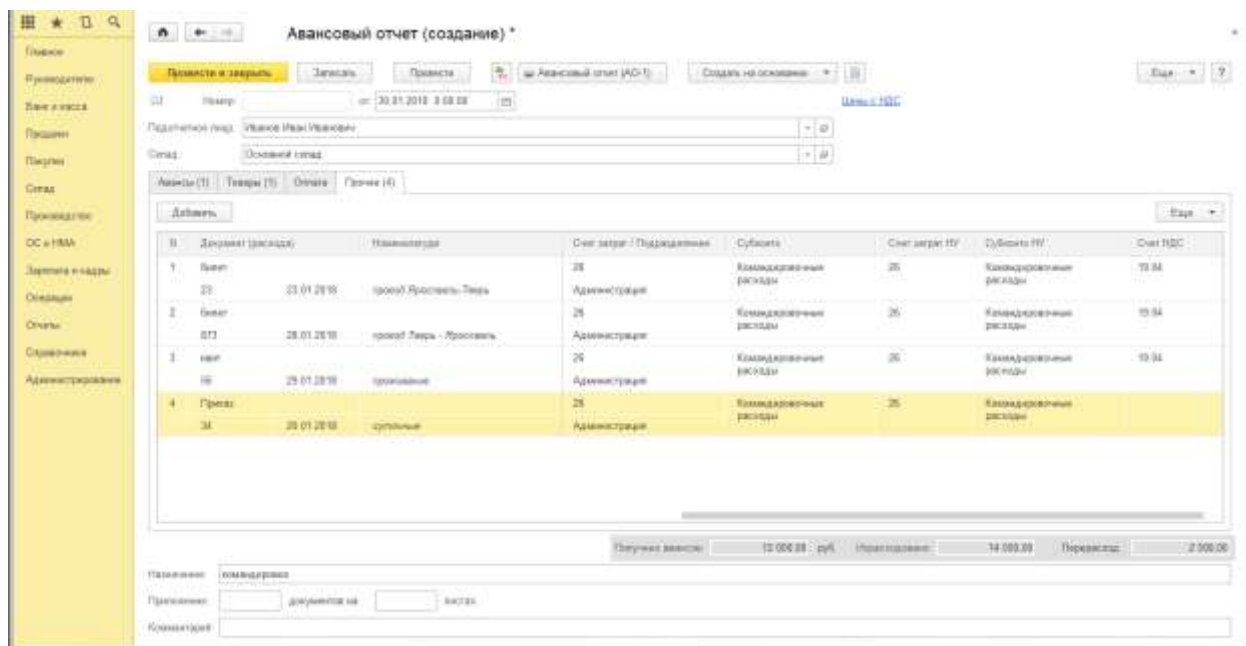 Авансовый отчет (создание) *
Главное
Руководителю
Банк и касса
Продажи
Покупки
Склад
Производство
ОС и НМА
Зарплата и кадры
Операции
Отчеты
Справочники
Администрирование
Провести и закрыть Записать Провести Авансовый отчет (АО-1) Создать на основании Еще ?
Номер: от: 30.01.2018 0:00:00 Цены с НДС
Подотчетное лицо: Иванов Иван Иванович
Склад: Основной склад
Авансы (1) Товары (1) Оплата Прочее (4)
Добавить Еще
N Документ (расхода) Номенклатура Счет затрат / Подразделение Субконто Счет затрат НУ Субконто НУ Счет НДС
1 билет 26 Командировочные расходы 26 Командировочные расходы 19.04
23 23.01.2018 проезд Ярославль-Тверь Администрация
2 билет 26 Командировочные расходы 26 Командировочные расходы 19.04
28.01.2018 проезд Тверь - Ярославль Администрация
3 26 Командировочные расходы 26 Командировочные расходы 19.04
29.01.2018 проживание Администрация
4 Приказ 26 Командировочные расходы 26 Командировочные расходы
34 20.01.2018 суточные Администрация
Получено авансов: руб. Израсходовано: 14 000.00 Перерасход: 2 000.00
Назначение: командировка
Приложение: документов на листах
Комментарий: